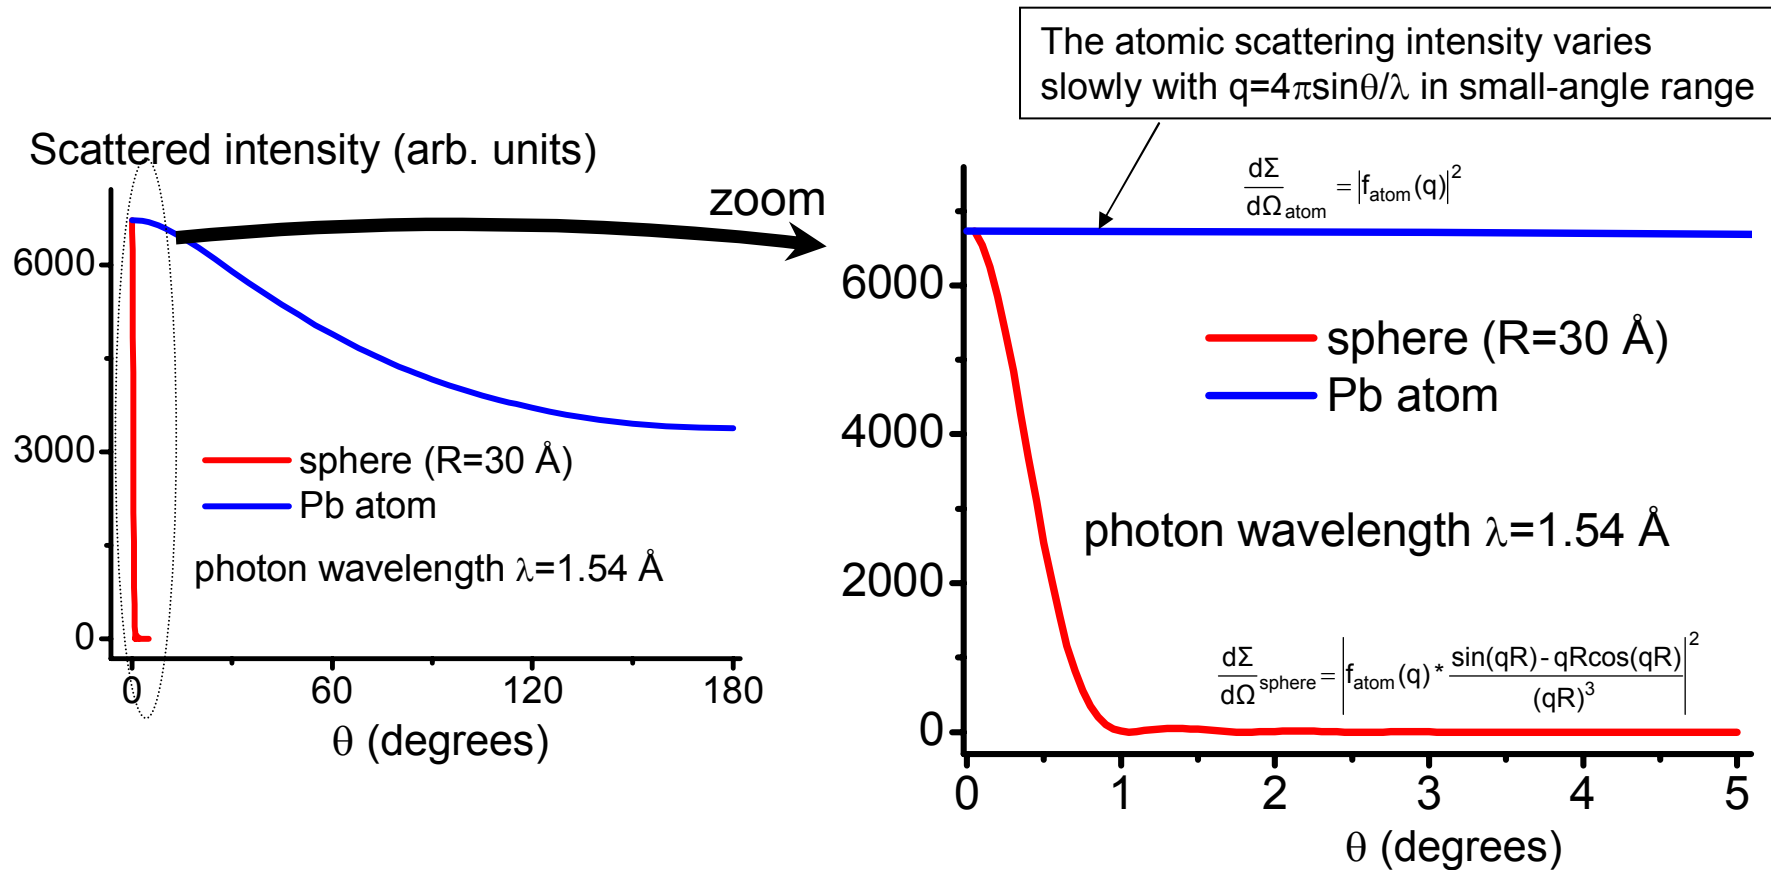 The atomic scattering intensity varies
slowly with q=4πsinθ/λ in small-angle range
Scattered intensity (arb. units)
zoom
6000
3000
0
sphere (R=30 Å)
Pb atom
photon wavelength λ=1.54 Å
0 60 120 180
θ (degrees)
dΣ/dΩ atom = |f_atom(q)|²
6000
4000
2000
0
sphere (R=30 Å)
Pb atom
photon wavelength λ=1.54 Å
dΣ/dΩ sphere = |f_atom(q) * (sin(qR) - qRcos(qR))/(qR)³|²
0 1 2 3 4 5
θ (degrees)